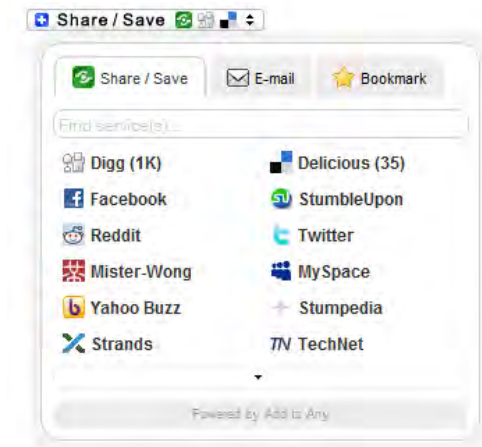 Share / Save
Share / Save E-mail Bookmark
Find service(s)...
Digg (1K) Delicious (35)
Facebook StumbleUpon
Reddit Twitter
Mister-Wong MySpace
Yahoo Buzz Stumpedia
Strands TN TechNet
Powered by Add to Any